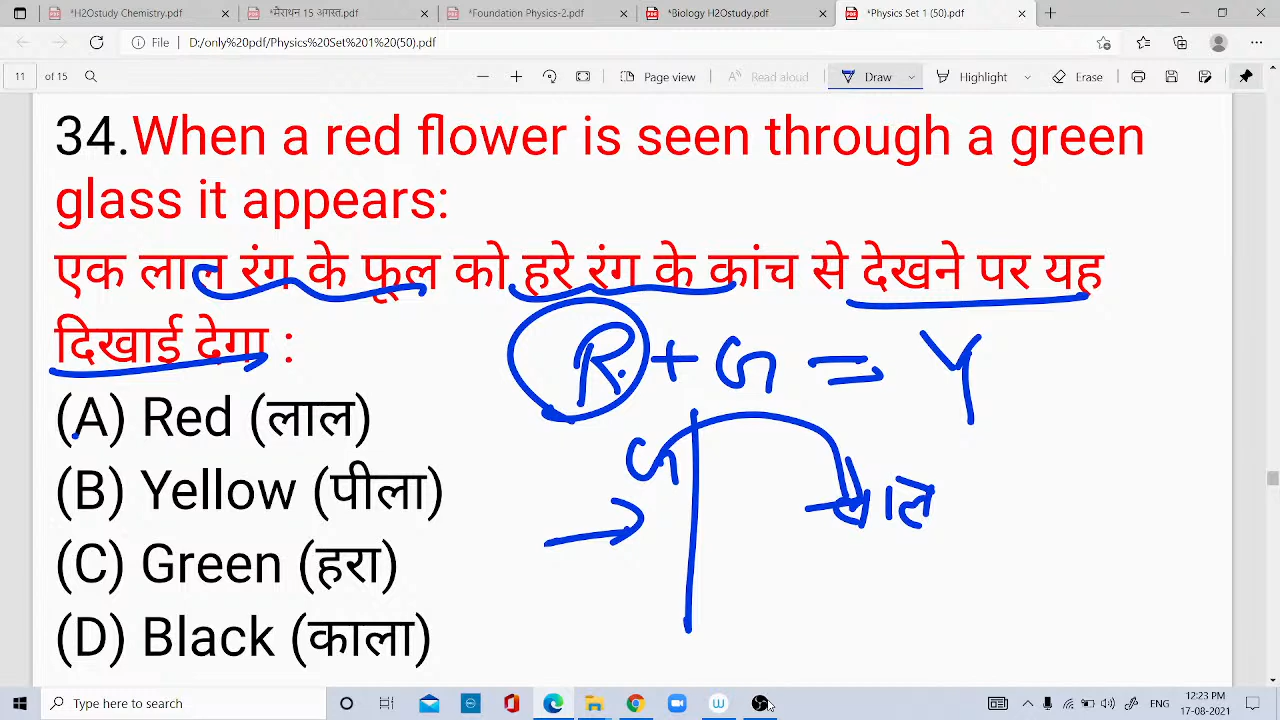 *H2Ostudy Chemistry.pdf
*मैराथन 15 अगस्त.pdf
*Foundation Physics-2.pdf
*Biology H2Ostudy.pdf
*Physics Set 1 (50).pdf
File D:/only%20pdf/Physics%20Set%201%20(50).pdf
11 of 15 Page view Read aloud Draw Highlight Erase
34.When a red flower is seen through a green
glass it appears:
एक लाल रंग के फूल को हरे रंग के कांच से देखने पर यह
दिखाई देगा :
R + G = Y
(A) Red (लाल)
G
(B) Yellow (पीला)
लाल
(C) Green (हरा)
(D) Black (काला)
Type here to search
ENG
12:23 PM
17-08-2021